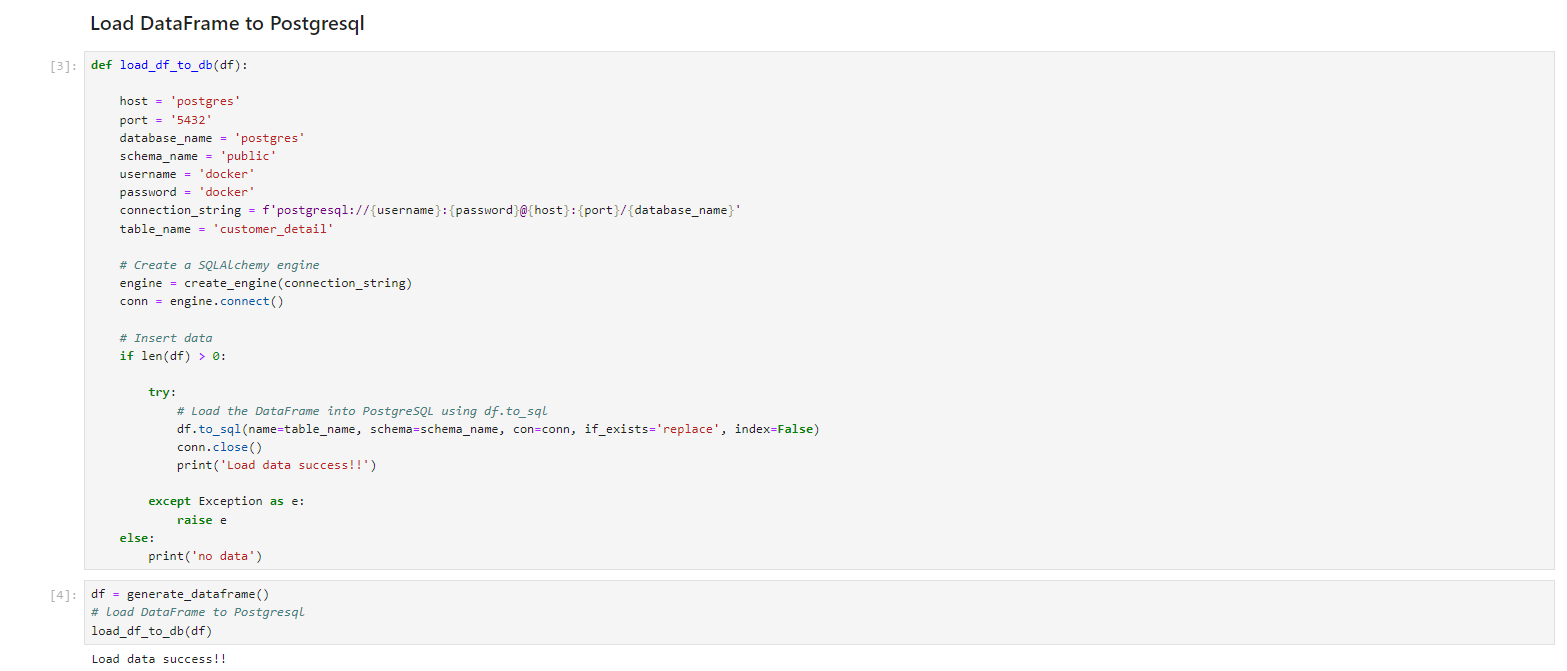 Load DataFrame to Postgresql
[3]: def load_df_to_db(df):
host = 'postgres'
port = '5432'
database_name = 'postgres'
schema_name = 'public'
username = 'docker'
password = 'docker'
connection_string = f'postgresql://{username}:{password}@{host}:{port}/{database_name}'
table_name = 'customer_detail'
# Create a SQLAlchemy engine
engine = create_engine(connection_string)
conn = engine.connect()
# Insert data
if len(df) > 0:
try:
# Load the DataFrame into PostgreSQL using df.to_sql
df.to_sql(name=table_name, schema=schema_name, con=conn, if_exists='replace', index=False)
conn.close()
print('Load data success!!')
except Exception as e:
raise e
else:
print('no data')
[4]: df = generate_dataframe()
# load DataFrame to Postgresql
load_df_to_db(df)
Load data success!!